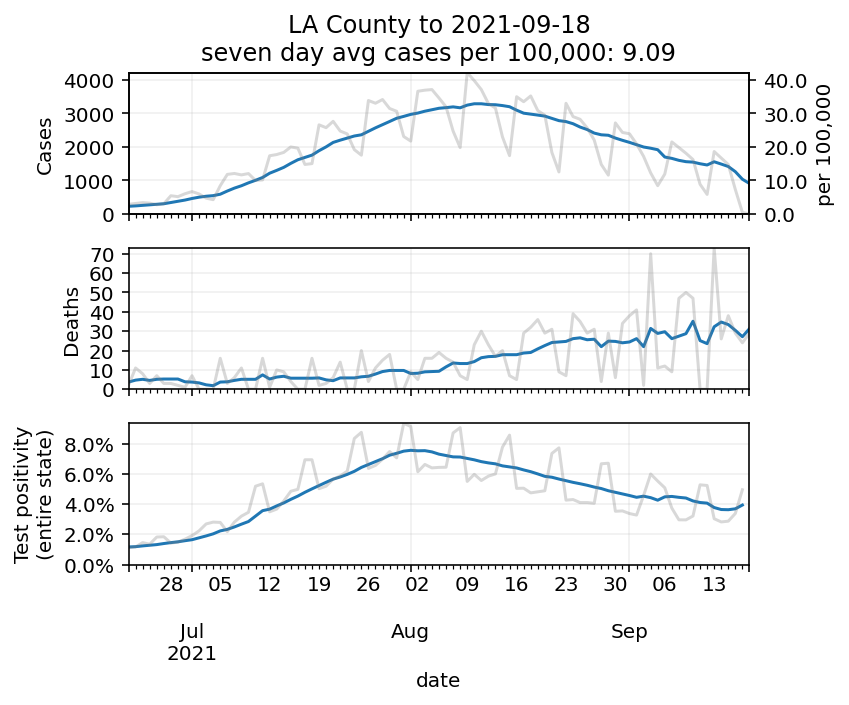 LA County to 2021-09-18
seven day avg cases per 100,000: 9.09
Cases
4000
3000
2000
1000
0
40.0
30.0
20.0
10.0
0.0
per 100,000
Deaths
70
60
50
40
30
20
10
0
Test positivity
(entire state)
8.0%
6.0%
4.0%
2.0%
0.0%
28 05 12 19 26 02 09 16 23 30 06 13
Jul Aug Sep
2021
date